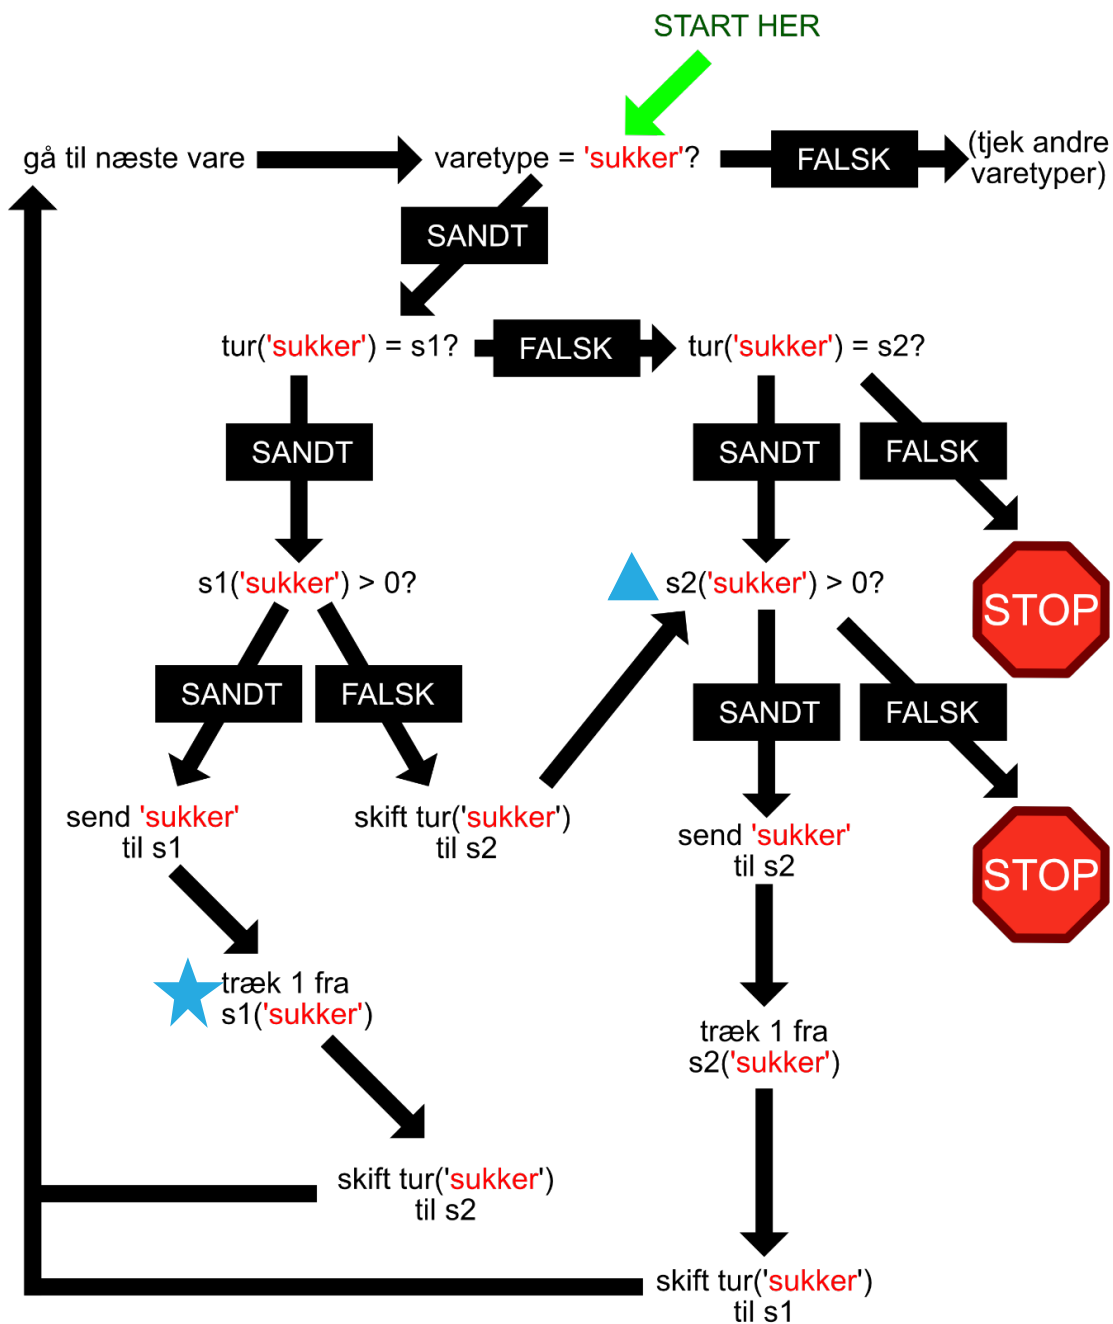 START HER
gå til næste vare
varetype = 'sukker'?
FALSK
(tjek andre
varetyper)
SANDT
tur('sukker') = s1?
FALSK
tur('sukker') = s2?
SANDT
SANDT
FALSK
s1('sukker') > 0?
s2('sukker') > 0?
STOP
SANDT
FALSK
SANDT
FALSK
send 'sukker'
til s1
skift tur('sukker')
til s2
send 'sukker'
til s2
STOP
træk 1 fra
s1('sukker')
træk 1 fra
s2('sukker')
skift tur('sukker')
til s2
skift tur('sukker')
til s1